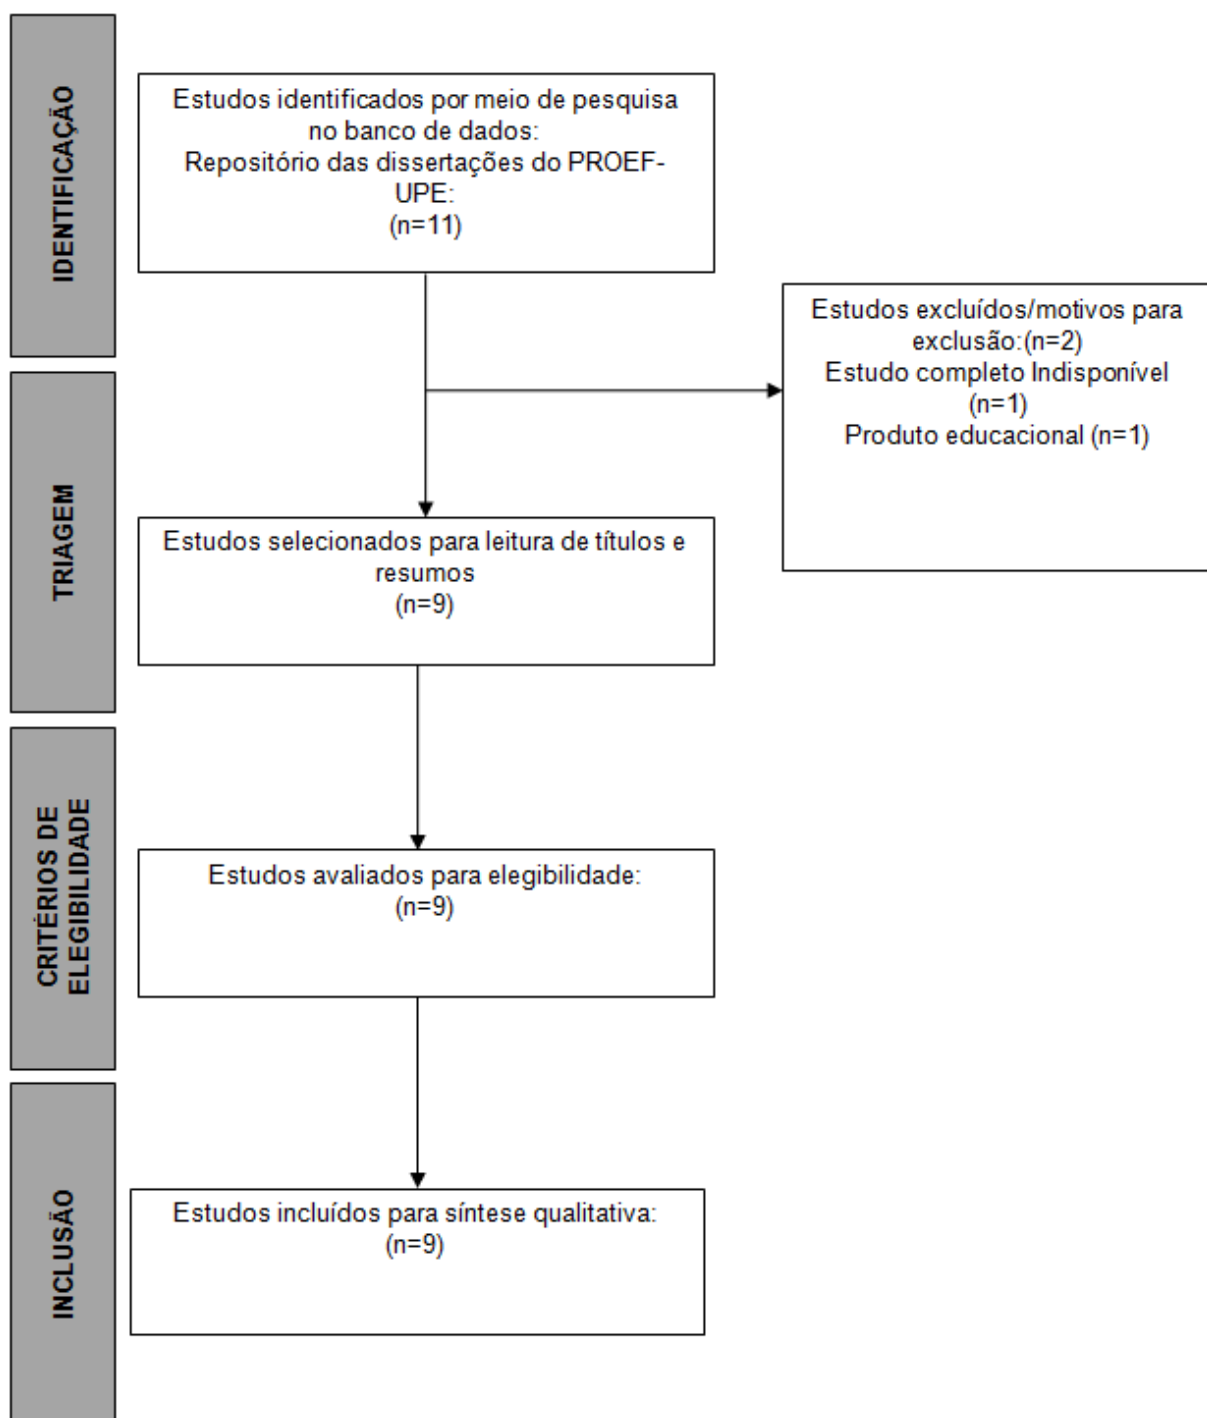 IDENTIFICAÇÃO
Estudos identificados por meio de pesquisa
no banco de dados:
Repositório das dissertações do PROEF-
UPE:
(n=11)
Estudos excluídos/motivos para
exclusão:(n=2)
Estudo completo Indisponível
(n=1)
Produto educacional (n=1)
TRIAGEM
Estudos selecionados para leitura de títulos e
resumos
(n=9)
CRITÉRIOS DE
ELEGIBILIDADE
Estudos avaliados para elegibilidade:
(n=9)
INCLUSÃO
Estudos incluídos para síntese qualitativa:
(n=9)